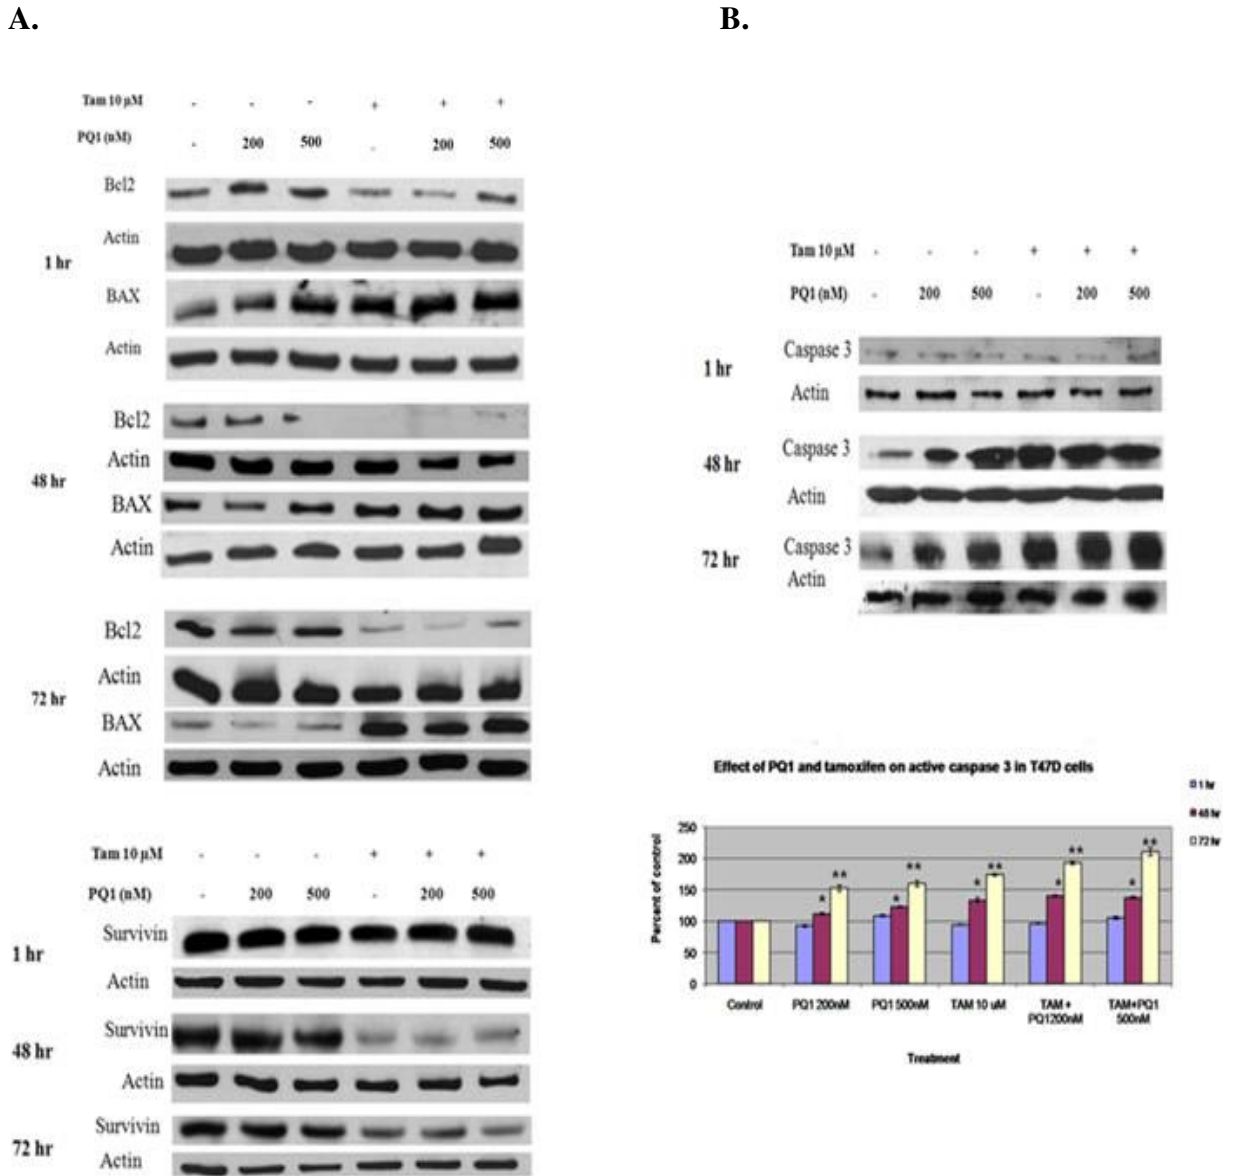 A.
B.
Tam 10 µM - - - + + +
PQ1 (nM) - 200 500 - 200 500
1 hr
Bcl2
Actin
BAX
Actin
48 hr
Bcl2
Actin
BAX
Actin
72 hr
Bcl2
Actin
BAX
Actin
Tam 10 µM - - - + + +
PQ1 (nM) - 200 500 - 200 500
1 hr
Survivin
Actin
48 hr
Survivin
Actin
72 hr
Survivin
Actin
Tam 10 µM - - - + + +
PQ1 (nM) - 200 500 - 200 500
1 hr
Caspase 3
Actin
48 hr
Caspase 3
Actin
72 hr
Caspase 3
Actin
Effect of PQ1 and tamoxifen on active caspase 3 in T47D cells
1 hr
48 hr
72 hr
Percent of control
250
200
150
100
50
0
* ** * ** * ** * ** * **
Control
PQ1 200nM
PQ1 500nM
TAM 10 uM
TAM +
PQ1200nM
TAM+PQ1
500nM
Treatment